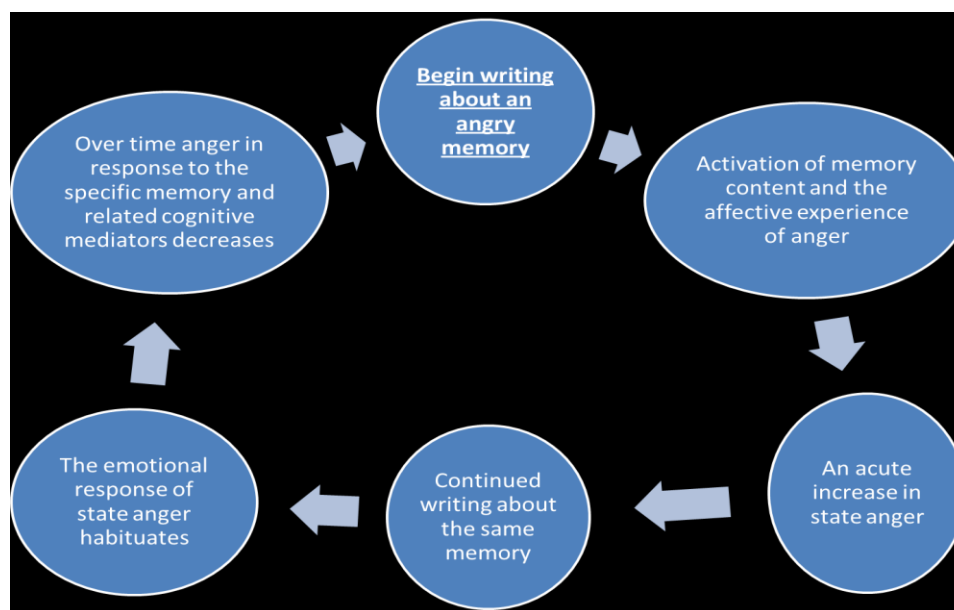 Begin writing
about an
angry
memory
Activation of memory
content and the
affective experience
of anger
An acute
increase in
state anger
Continued
writing about
the same
memory
The emotional
response of
state anger
habituates
Over time anger in
response to the
specific memory and
related cognitive
mediators decreases